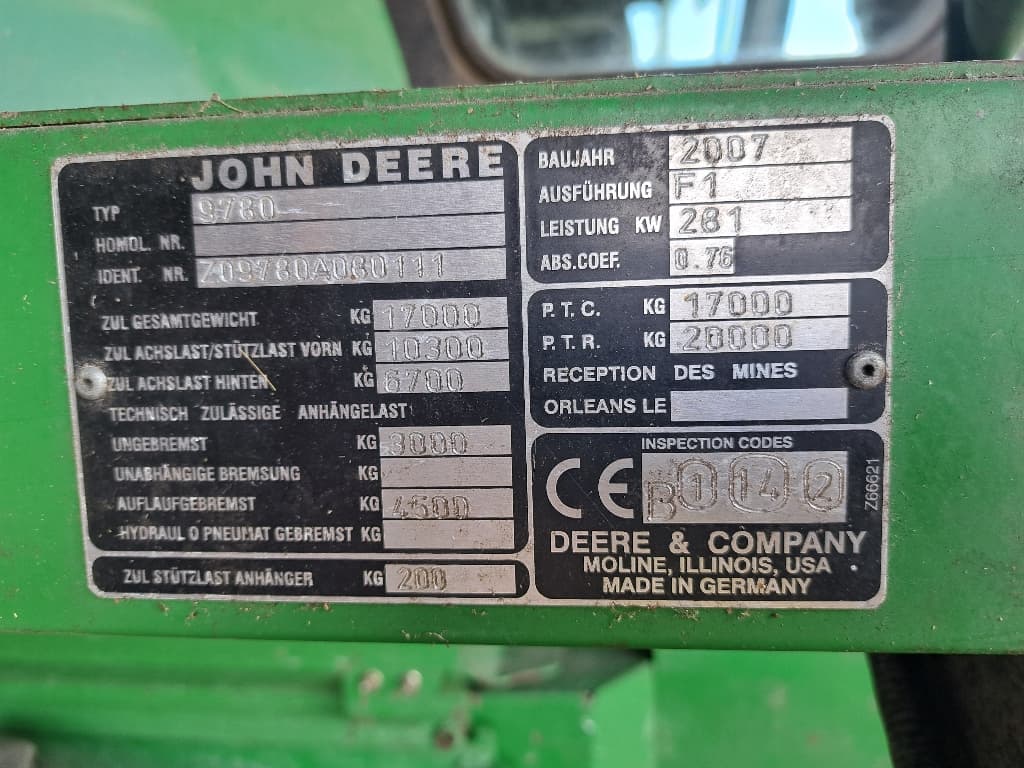 JOHN DEERE
TYP 9780
HOMOL. NR.
IDENT. NR. Z09780A080111
ZUL GESAMTGEWICHT KG 17000
ZUL ACHSLAST/STÜTZLAST VORN KG 10300
ZUL ACHSLAST HINTEN KG 6700
TECHNISCH ZULÄSSIGE ANHÄNGELAST
UNGEBREMST KG 3000
UNABHÄNGIGE BREMSUNG KG
AUFLAUFGEBREMST KG 4500
HYDRAUL O PNEUMAT GEBREMST KG
ZUL STÜTZLAST ANHÄNGER KG 200
BAUJAHR 2007
AUSFÜHRUNG F1
LEISTUNG KW 281
ABS.COEF. 0.76
P.T.C. KG 17000
P.T.R. KG 20000
RECEPTION DES MINES
ORLEANS LE
INSPECTION CODES
CE B 1 14 2
DEERE & COMPANY
MOLINE, ILLINOIS, USA
MADE IN GERMANY
Z66621